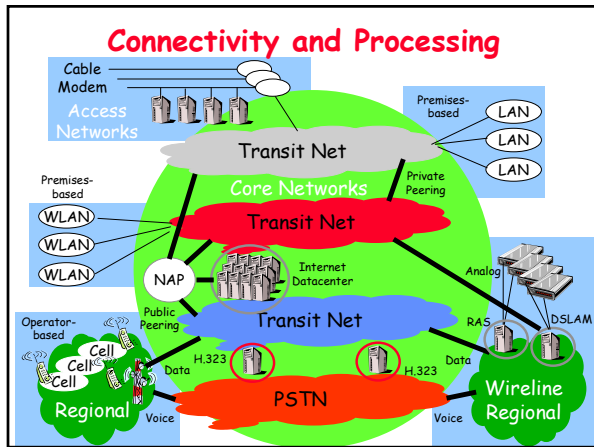 Connectivity and Processing
Cable
Modem
Access
Networks
Premises-
based
LAN
LAN
LAN
Transit Net
Private
Peering
Core Networks
Premises-
based
WLAN
WLAN
WLAN
Transit Net
NAP
Internet
Datacenter
Public
Peering
Analog
RAS
DSLAM
Operator-
based
Cell
Cell
Cell
Transit Net
Data
H.323
H.323
Data
Regional
Voice
PSTN
Voice
Wireline
Regional